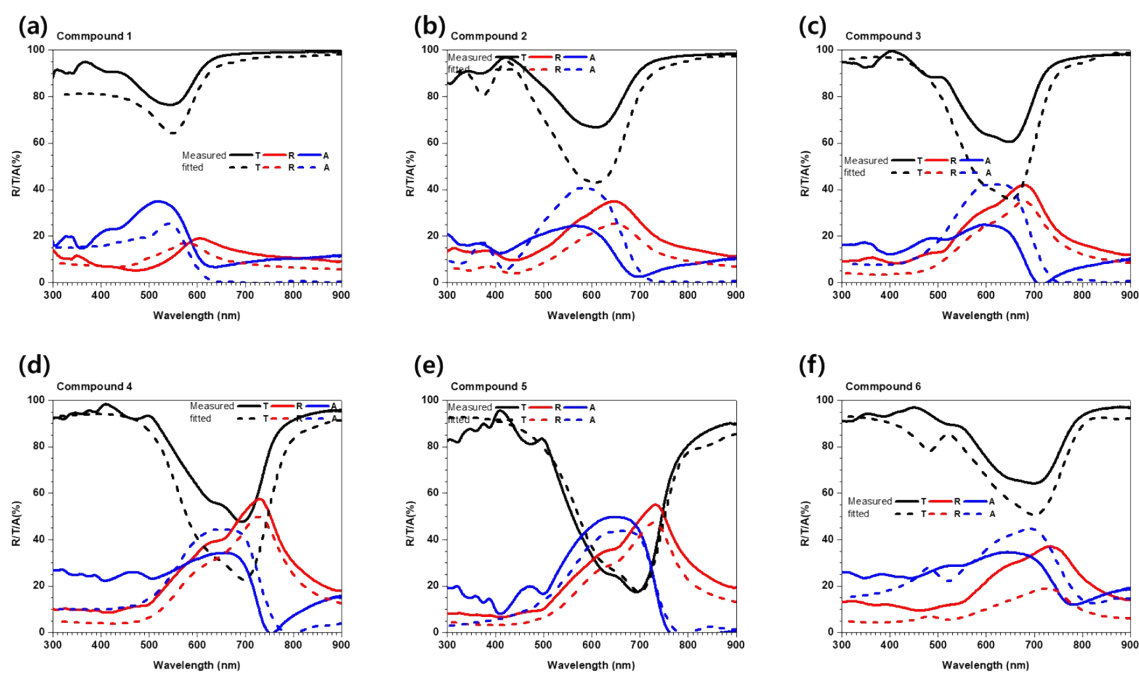 (a)
Commpound 1
R/T/A(%)
100
80
60
40
20
0
Measured T R A
fitted T R A
300 400 500 600 700 800 900
Wavelength (nm)
(b)
Commpound 2
100
80
60
40
20
0
Measured T R A
fitted T R A
300 400 500 600 700 800 900
Wavelength (nm)
(c)
Commpound 3
R/T/A(%)
100
80
60
40
20
0
Measured T R A
fitted T R A
300 400 500 600 700 800 900
Wavelength (nm)
(d)
Commpound 4
R/T/A(%)
100
80
60
40
20
0
Measured T R A
fitted T R A
300 400 500 600 700 800 900
Wavelength (nm)
(e)
Commpound 5
R/T/A(%)
100
80
60
40
20
0
Measured T R A
fitted T R A
300 400 500 600 700 800 900
Wavelength (nm)
(f)
Commpound 6
R/T/A(%)
100
80
60
40
20
0
Measured T R A
fitted T R A
300 400 500 600 700 800 900
Wavelength (nm)